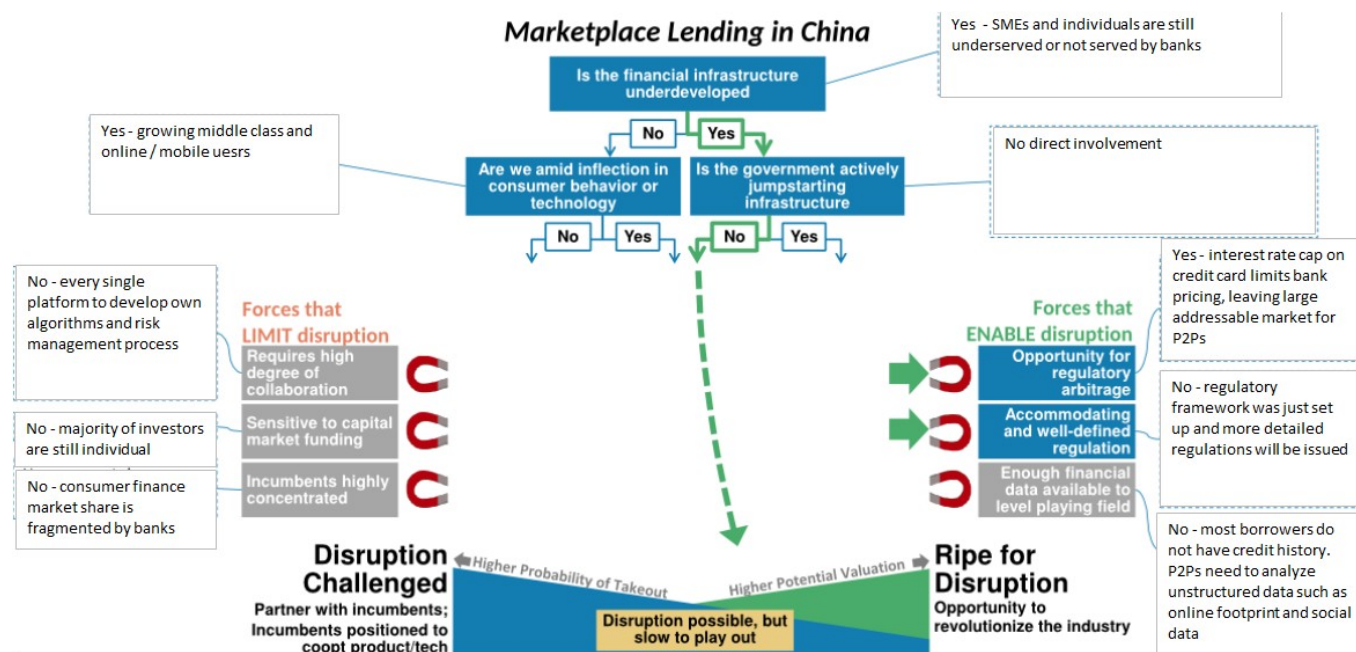 Marketplace Lending in China
Yes - SMEs and individuals are still
underserved or not served by banks
Is the financial infrastructure
underdeveloped
No
Yes
Yes - growing middle class and
online / mobile uesrs
Are we amid inflection in
consumer behavior or
technology
Is the government actively
jumpstarting
infrastructure
No direct involvement
No
Yes
No
Yes
No - every single
platform to develop own
algorithms and risk
management process
Forces that
LIMIT disruption
Requires high
degree of
collaboration
No - majority of investors
are still individual
Sensitive to capital
market funding
No - consumer finance
market share is
fragmented by banks
Incumbents highly
concentrated
Forces that
ENABLE disruption
Yes - interest rate cap on
credit card limits bank
pricing, leaving large
addressable market for
P2Ps
Opportunity for
regulatory
arbitrage
No - regulatory
framework was just set
up and more detailed
regulations will be issued
Accommodating
and well-defined
regulation
Enough financial
data available to
level playing field
No - most borrowers do
not have credit history.
P2Ps need to analyze
unstructured data such as
online footprint and social
data
Disruption
Challenged
Partner with incumbents;
Incumbents positioned to
coopt product/tech
Higher Probability of Takeout
Higher Potential Valuation
Disruption possible, but
slow to play out
Ripe for
Disruption
Opportunity to
revolutionize the industry